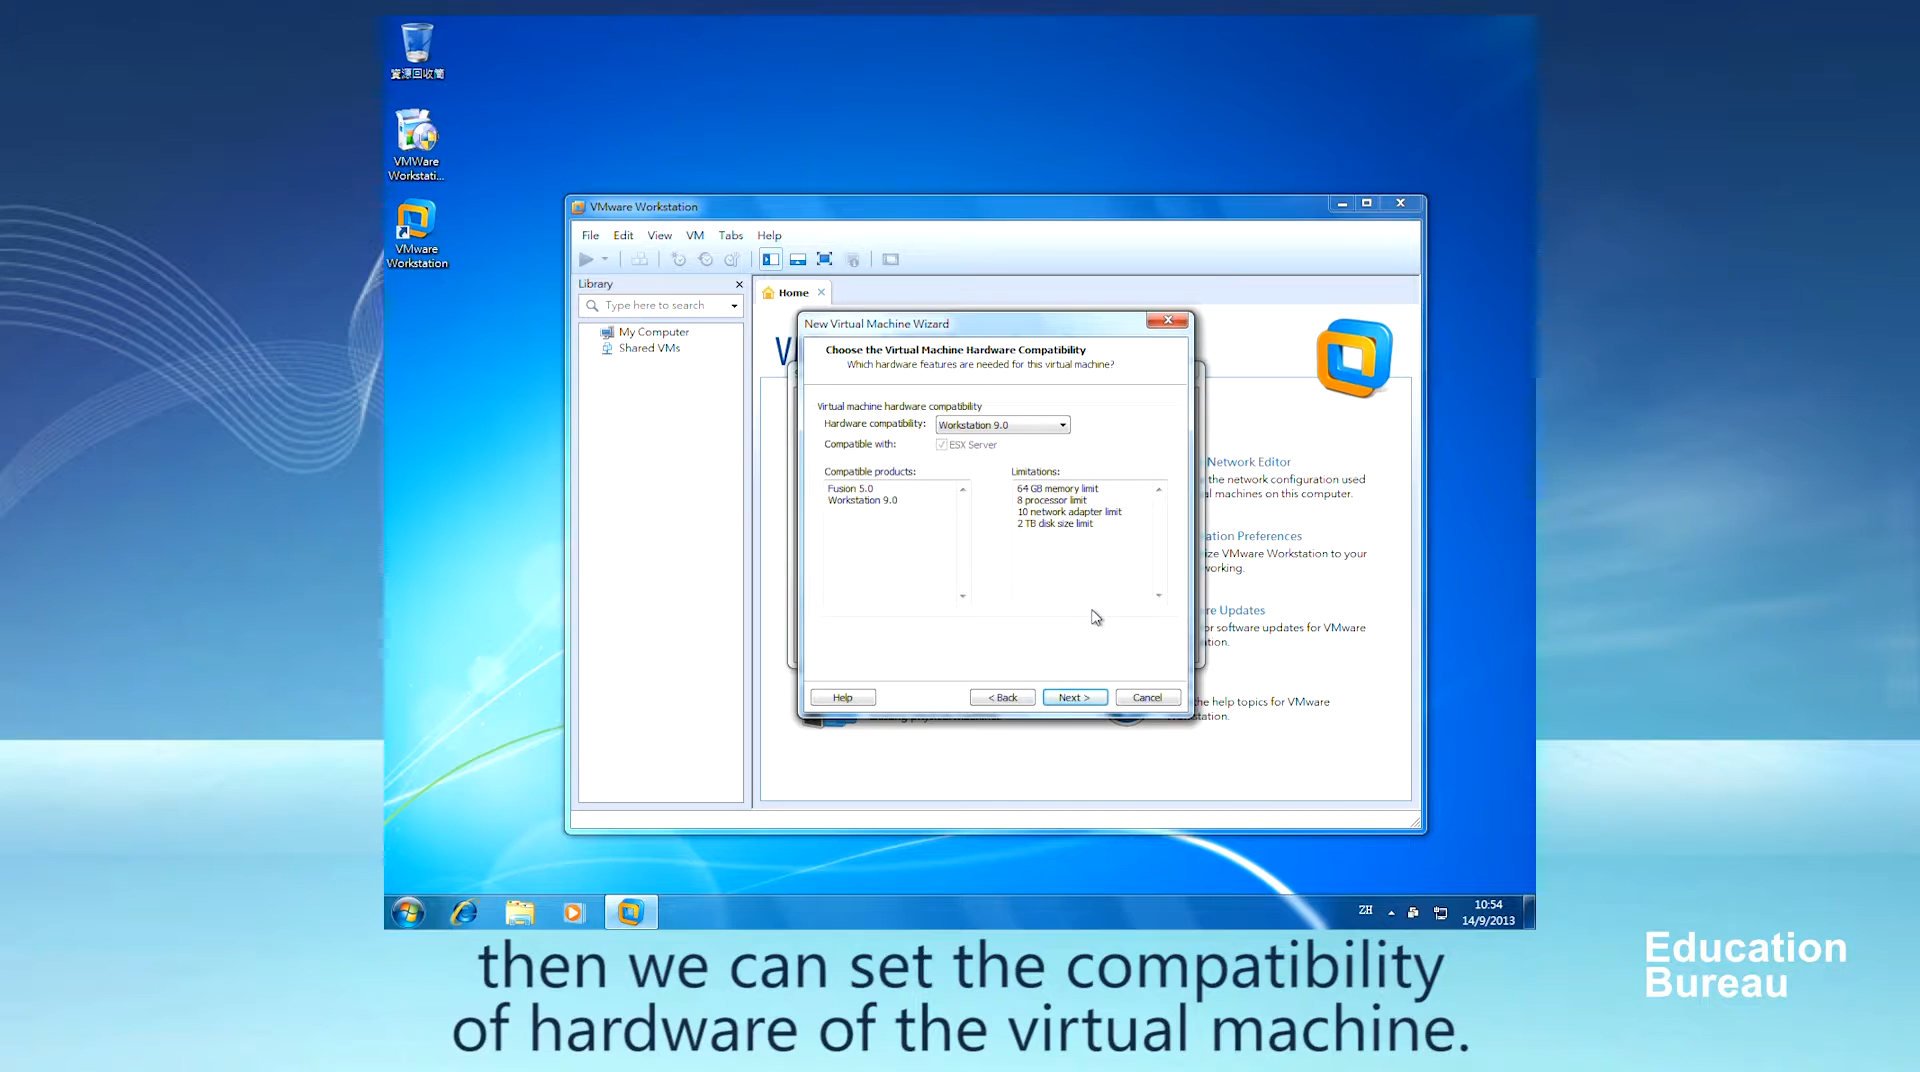 資源回收筒
VMWare
Workstati...
VMware
Workstation
VMware Workstation
File Edit View VM Tabs Help
Library
Type here to search
My Computer
Shared VMs
Home
New Virtual Machine Wizard
Choose the Virtual Machine Hardware Compatibility
Which hardware features are needed for this virtual machine?
Virtual machine hardware compatibility
Hardware compatibility: Workstation 9.0
Compatible with: ESX Server
Compatible products:
Fusion 5.0
Workstation 9.0
Limitations:
64 GB memory limit
8 processor limit
10 network adapter limit
2 TB disk size limit
Help < Back Next > Cancel
Network Editor
the network configuration used
al machines on this computer.
ation Preferences
ize VMware Workstation to your
working.
re Updates
or software updates for VMware
tion.
the help topics for VMware
station.
ZH
10:54
14/9/2013
then we can set the compatibility
of hardware of the virtual machine.
Education
Bureau